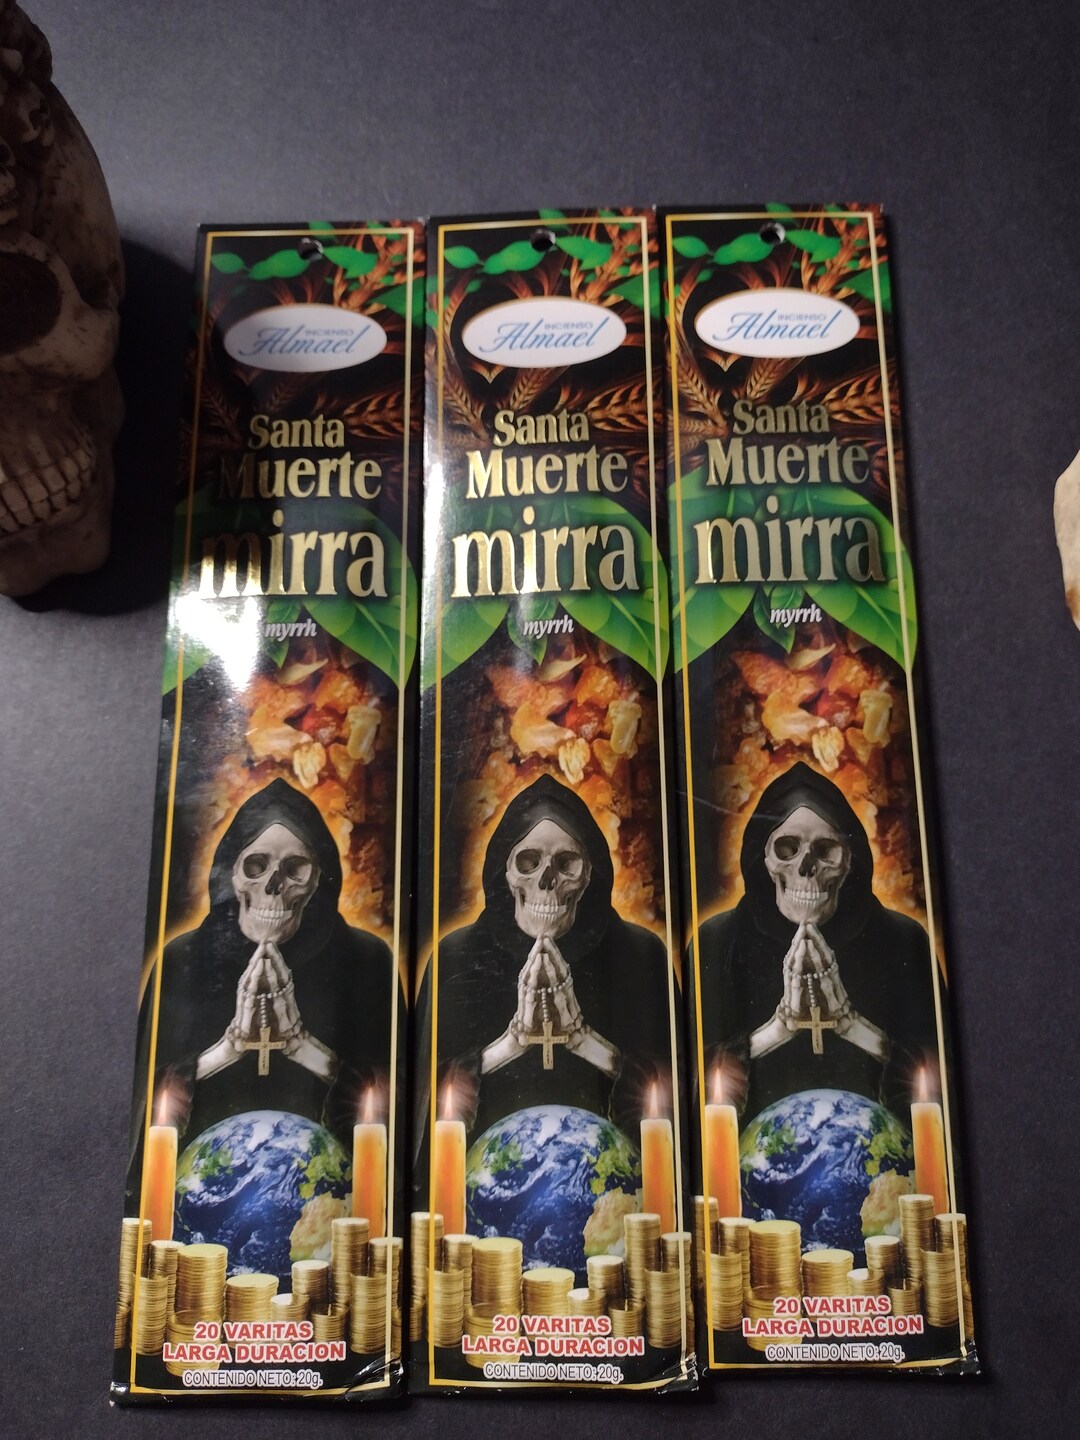 INCIENSO
Almael
Santa
Muerte
mirra
myrrh
20 VARITAS
LARGA DURACION
CONTENIDO NETO: 20g.
INCIENSO
Almael
Santa
Muerte
mirra
myrrh
20 VARITAS
LARGA DURACION
CONTENIDO NETO: 20g.
INCIENSO
Almael
Santa
Muerte
mirra
myrrh
20 VARITAS
LARGA DURACION
CONTENIDO NETO: 20g.